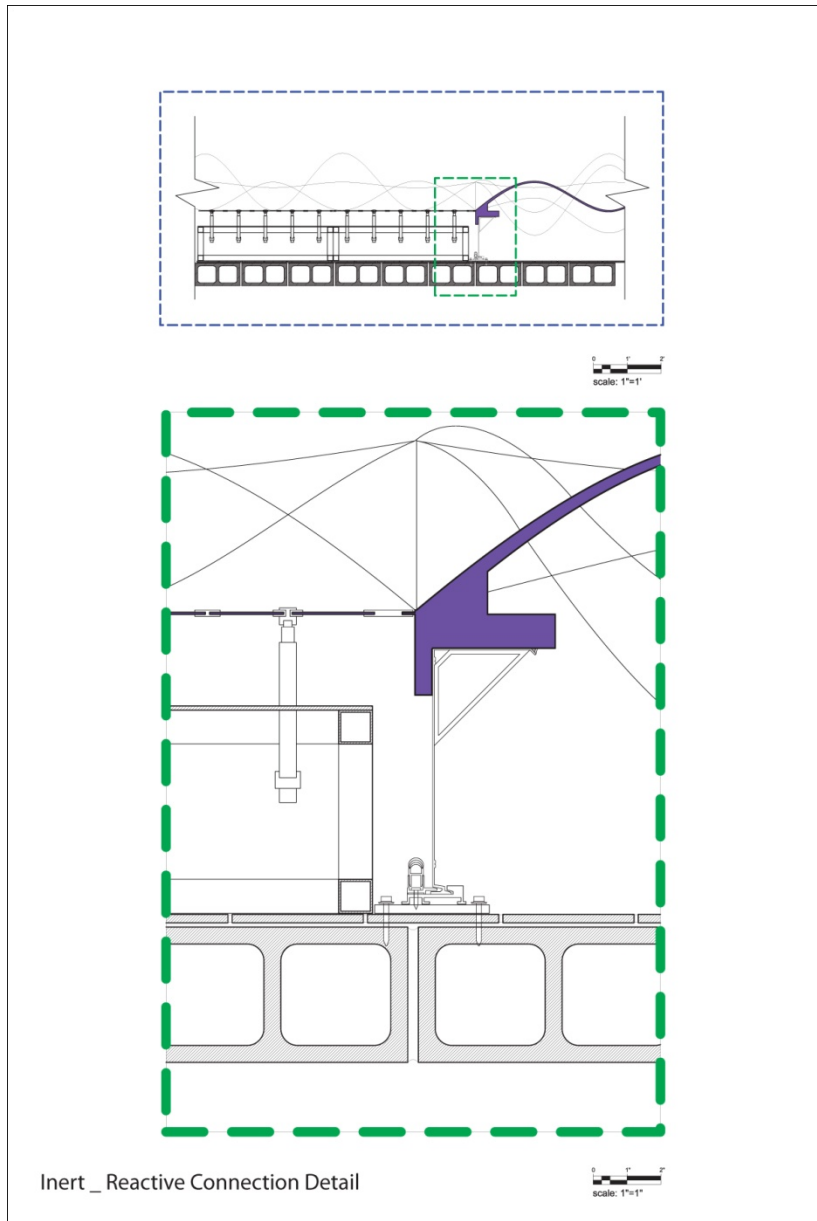 0 1' 2'
scale: 1"=1'
Inert _ Reactive Connection Detail
0 1" 2"
scale: 1"=1"